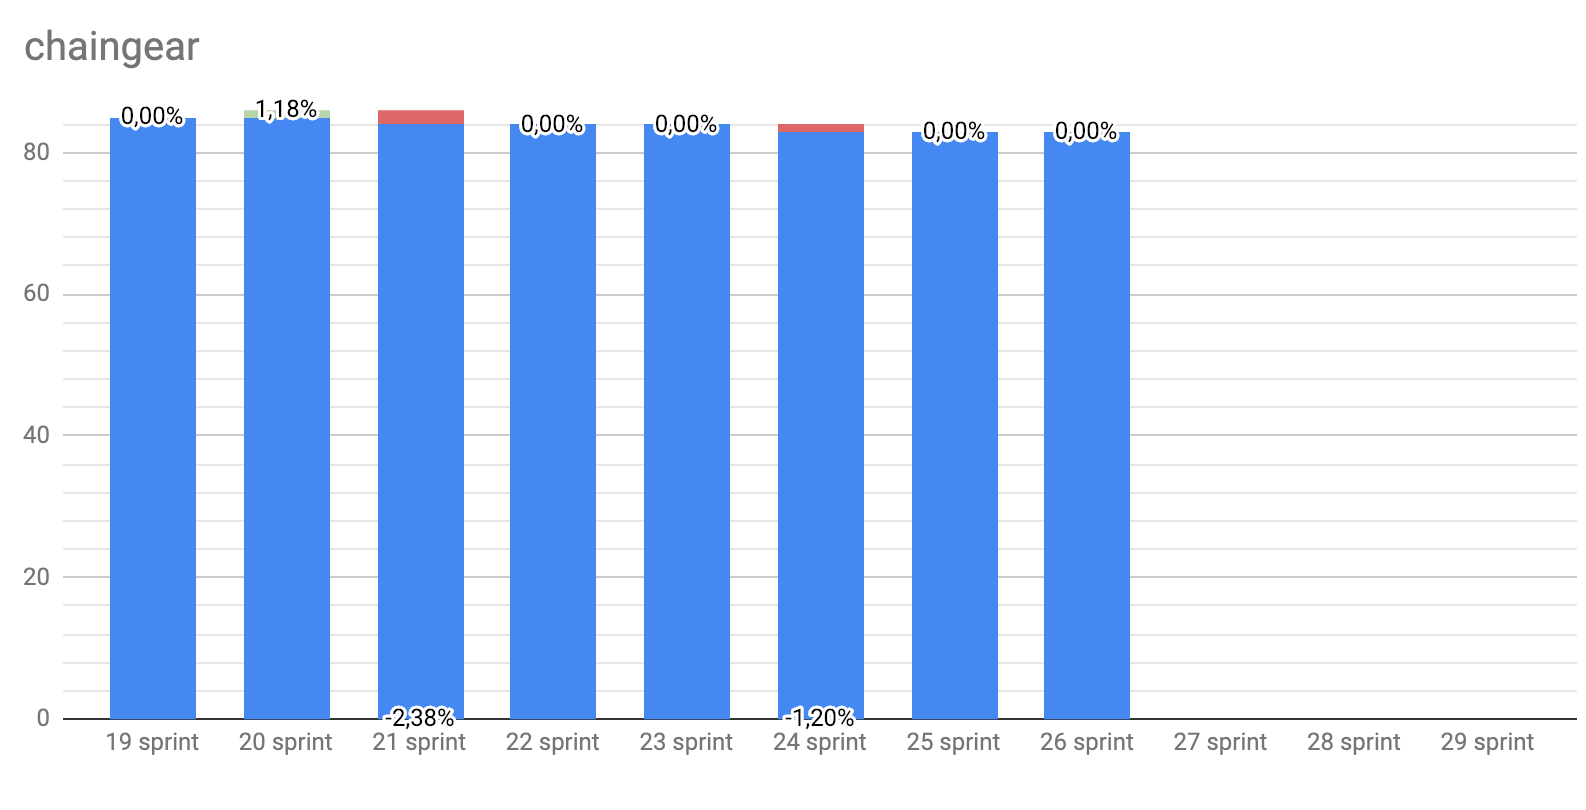 chaingear
0,00%
1,18%
0,00%
0,00%
0,00%
0,00%
80
60
40
20
0
-2,38%
-1,20%
19 sprint
20 sprint
21 sprint
22 sprint
23 sprint
24 sprint
25 sprint
26 sprint
27 sprint
28 sprint
29 sprint